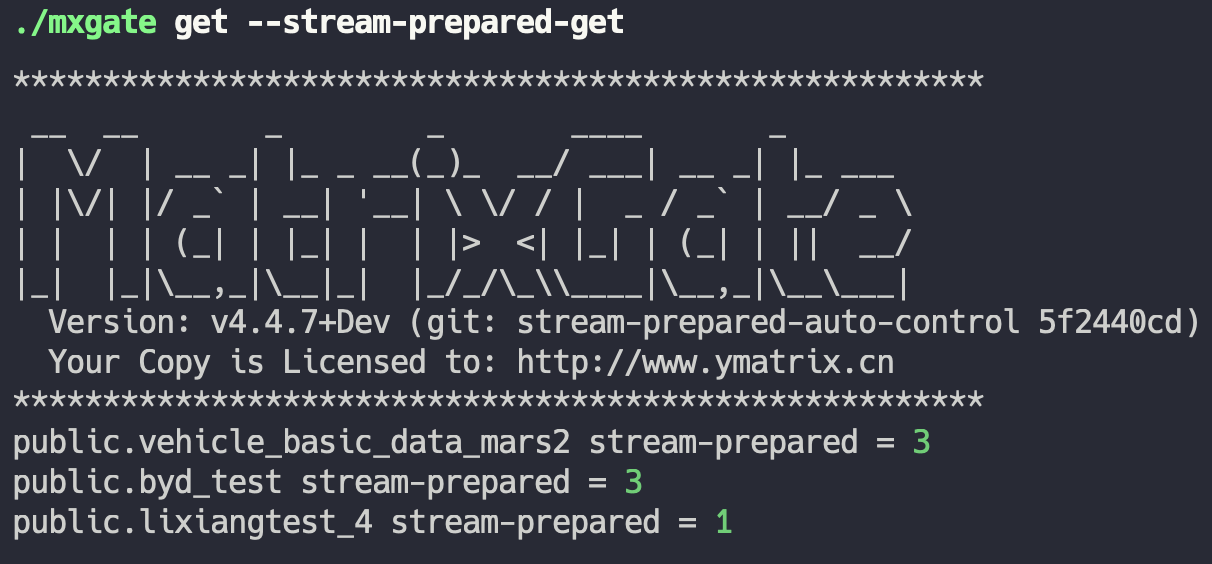 ./mxgate get --stream-prepared-get
******************************************************
 __  __       _        _       ____       _
|  \/  | __ _| |_ _ __(_)_  __/ ___| __ _| |_ ___
| |\/| |/ _` | __| '__| \ \/ / |  _ / _` | __/ _ \
| |  | | (_| | |_| |  | |>  <| |_| | (_| | ||  __/
|_|  |_|\__,_|\__|_|  |_/_/\_\\____|\__,_|\__\___|
  Version: v4.4.7+Dev (git: stream-prepared-auto-control 5f2440cd)
  Your Copy is Licensed to: http://www.ymatrix.cn
******************************************************
public.vehicle_basic_data_mars2 stream-prepared = 3
public.byd_test stream-prepared = 3
public.lixiangtest_4 stream-prepared = 1